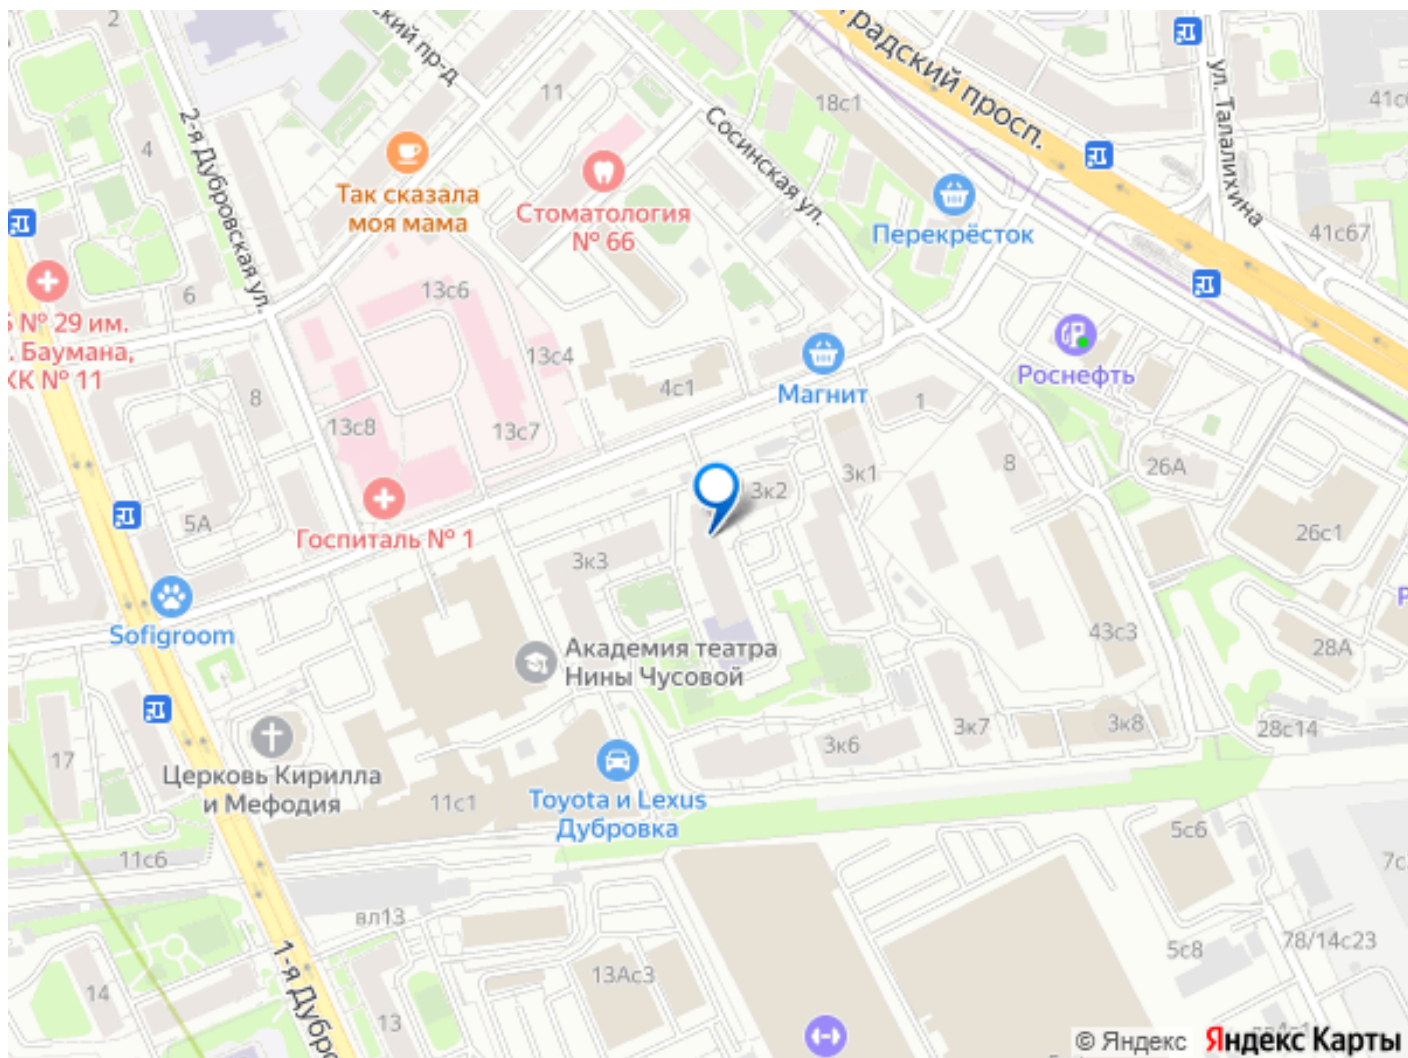 2
ский пр-д
11
18с1
градский просп.
ул. Талалихина
2-я Дубровская ул.
4
Так сказала
моя мама
Стоматология
№ 66
Сосинская ул.
Перекрёсток
41с67
6
13с6
№ 29 им.
Баумана,
№ 11
8
13с4
Роснефть
4с1
Магнит
1
13с8
13с7
3к1
8
26А
3к2
5А
Госпиталь № 1
3к3
26с1
Sofigroom
Академия театра
Нины Чусовой
43с3
28А
17
3к7
3к8
28с14
3к6
Церковь Кирилла
и Мефодия
11с1
Toyota и Lexus
Дубровка
5с6
11с6
вл13
78/14с23
5с8
13Ас3
14
13
1-я Дубро
© Яндекс
Яндекс Карты